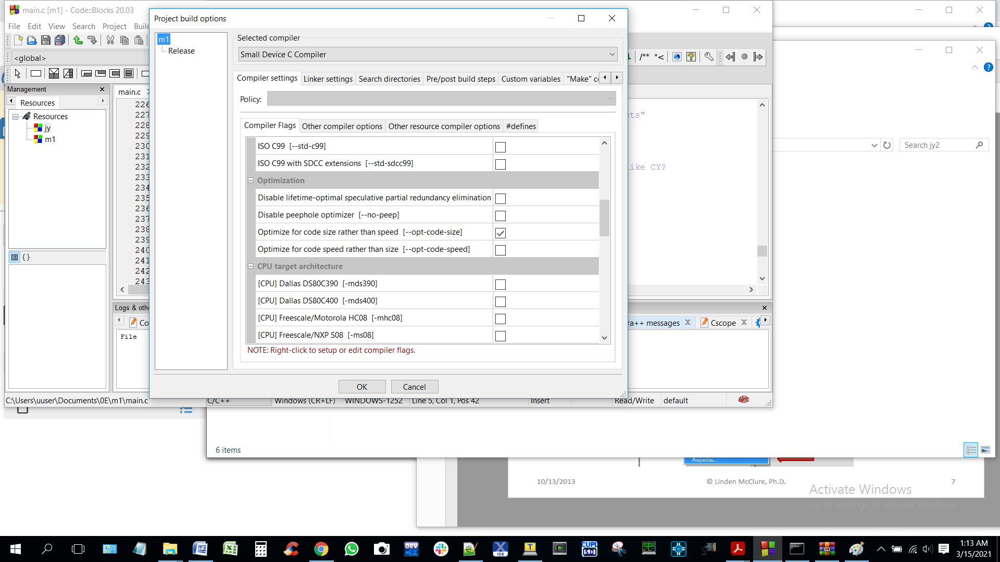 main.c [m1] - Code::Blocks 20.03
File Edit View Search Project
<global>
Management
Resources
Resources
jy
m1
{}
main.c
226
227
228
229
230
231
232
233
234
235
236
237
238
239
240
241
242
243
Logs & oth
Co
File
C:\Users\uuser\Documents\0E\m1\main.c
C/C++
Windows (CR+LF)
WINDOWS-1252
Line 5, Col 1, Pos 42
Insert
Read/Write
default
abc
Project build options
m1
Release
Selected compiler
Small Device C Compiler
Compiler settings
Linker settings
Search directories
Pre/post build steps
Custom variables
"Make" c
Policy:
Compiler Flags
Other compiler options
Other resource compiler options
#defines
ISO C99 [--std-c99]
ISO C99 with SDCC extensions [--std-sdcc99]
Optimization
Disable lifetime-optimal speculative partial redundancy elimination
Disable peephole optimizer [--no-peep]
Optimize for code size rather than speed [--opt-code-size]
Optimize for code speed rather than size [--opt-code-speed]
CPU target architecture
[CPU] Dallas DS80C390 [-mds390]
[CPU] Dallas DS80C400 [-mds400]
[CPU] Freescale/Motorola HC08 [-mhc08]
[CPU] Freescale/NXP S08 [-ms08]
NOTE: Right-click to setup or edit compiler flags.
OK
Cancel
/** *<
ets"
like CY?
ra++ messages
Cscope
Search jy2
6 items
Properties...
10/13/2013
© Linden McClure, Ph.D.
7
Activate Windows
Go to Settings to activate Windows.
DEV
CUPL
5.0
IDE
1:13 AM
3/15/2021